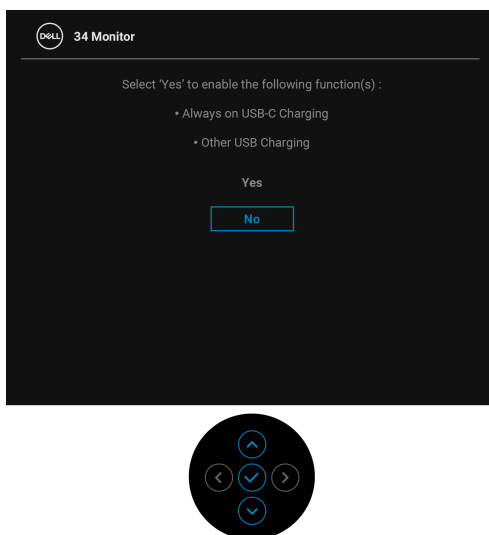 DELL
34 Monitor
Select ‘Yes’ to enable the following function(s) :
• Always on USB-C Charging
• Other USB Charging
Yes
No